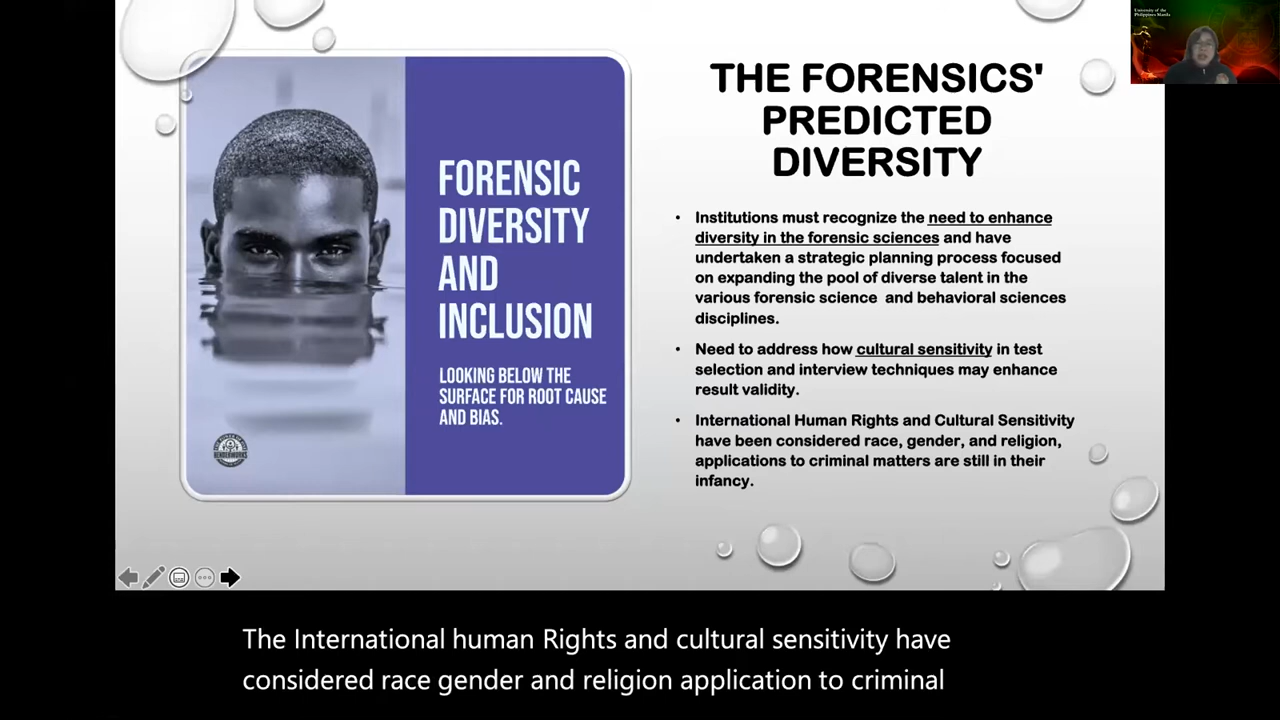 University of the
Philippines Manila
THE FORENSICS'
PREDICTED
DIVERSITY
FORENSIC
DIVERSITY
AND
INCLUSION
LOOKING BELOW THE
SURFACE FOR ROOT CAUSE
AND BIAS.
• Institutions must recognize the need to enhance
diversity in the forensic sciences and have
undertaken a strategic planning process focused
on expanding the pool of diverse talent in the
various forensic science and behavioral sciences
disciplines.
• Need to address how cultural sensitivity in test
selection and interview techniques may enhance
result validity.
• International Human Rights and Cultural Sensitivity
have been considered race, gender, and religion,
applications to criminal matters are still in their
infancy.
The International human Rights and cultural sensitivity have
considered race gender and religion application to criminal